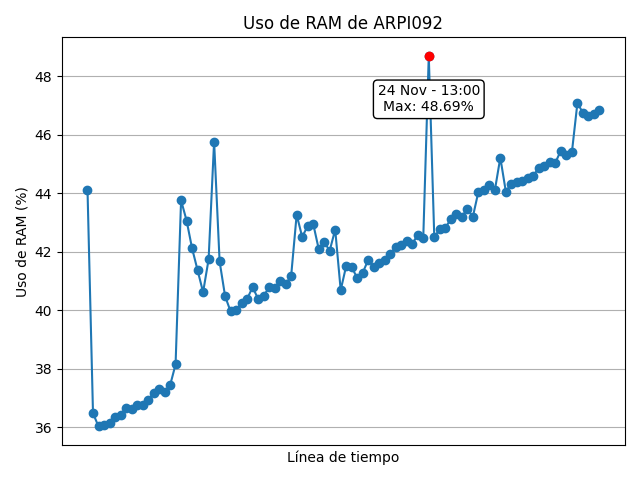 Uso de RAM de ARPI092
Uso de RAM (%)
48
46
44
42
40
38
36
24 Nov - 13:00
Max: 48.69%
Línea de tiempo